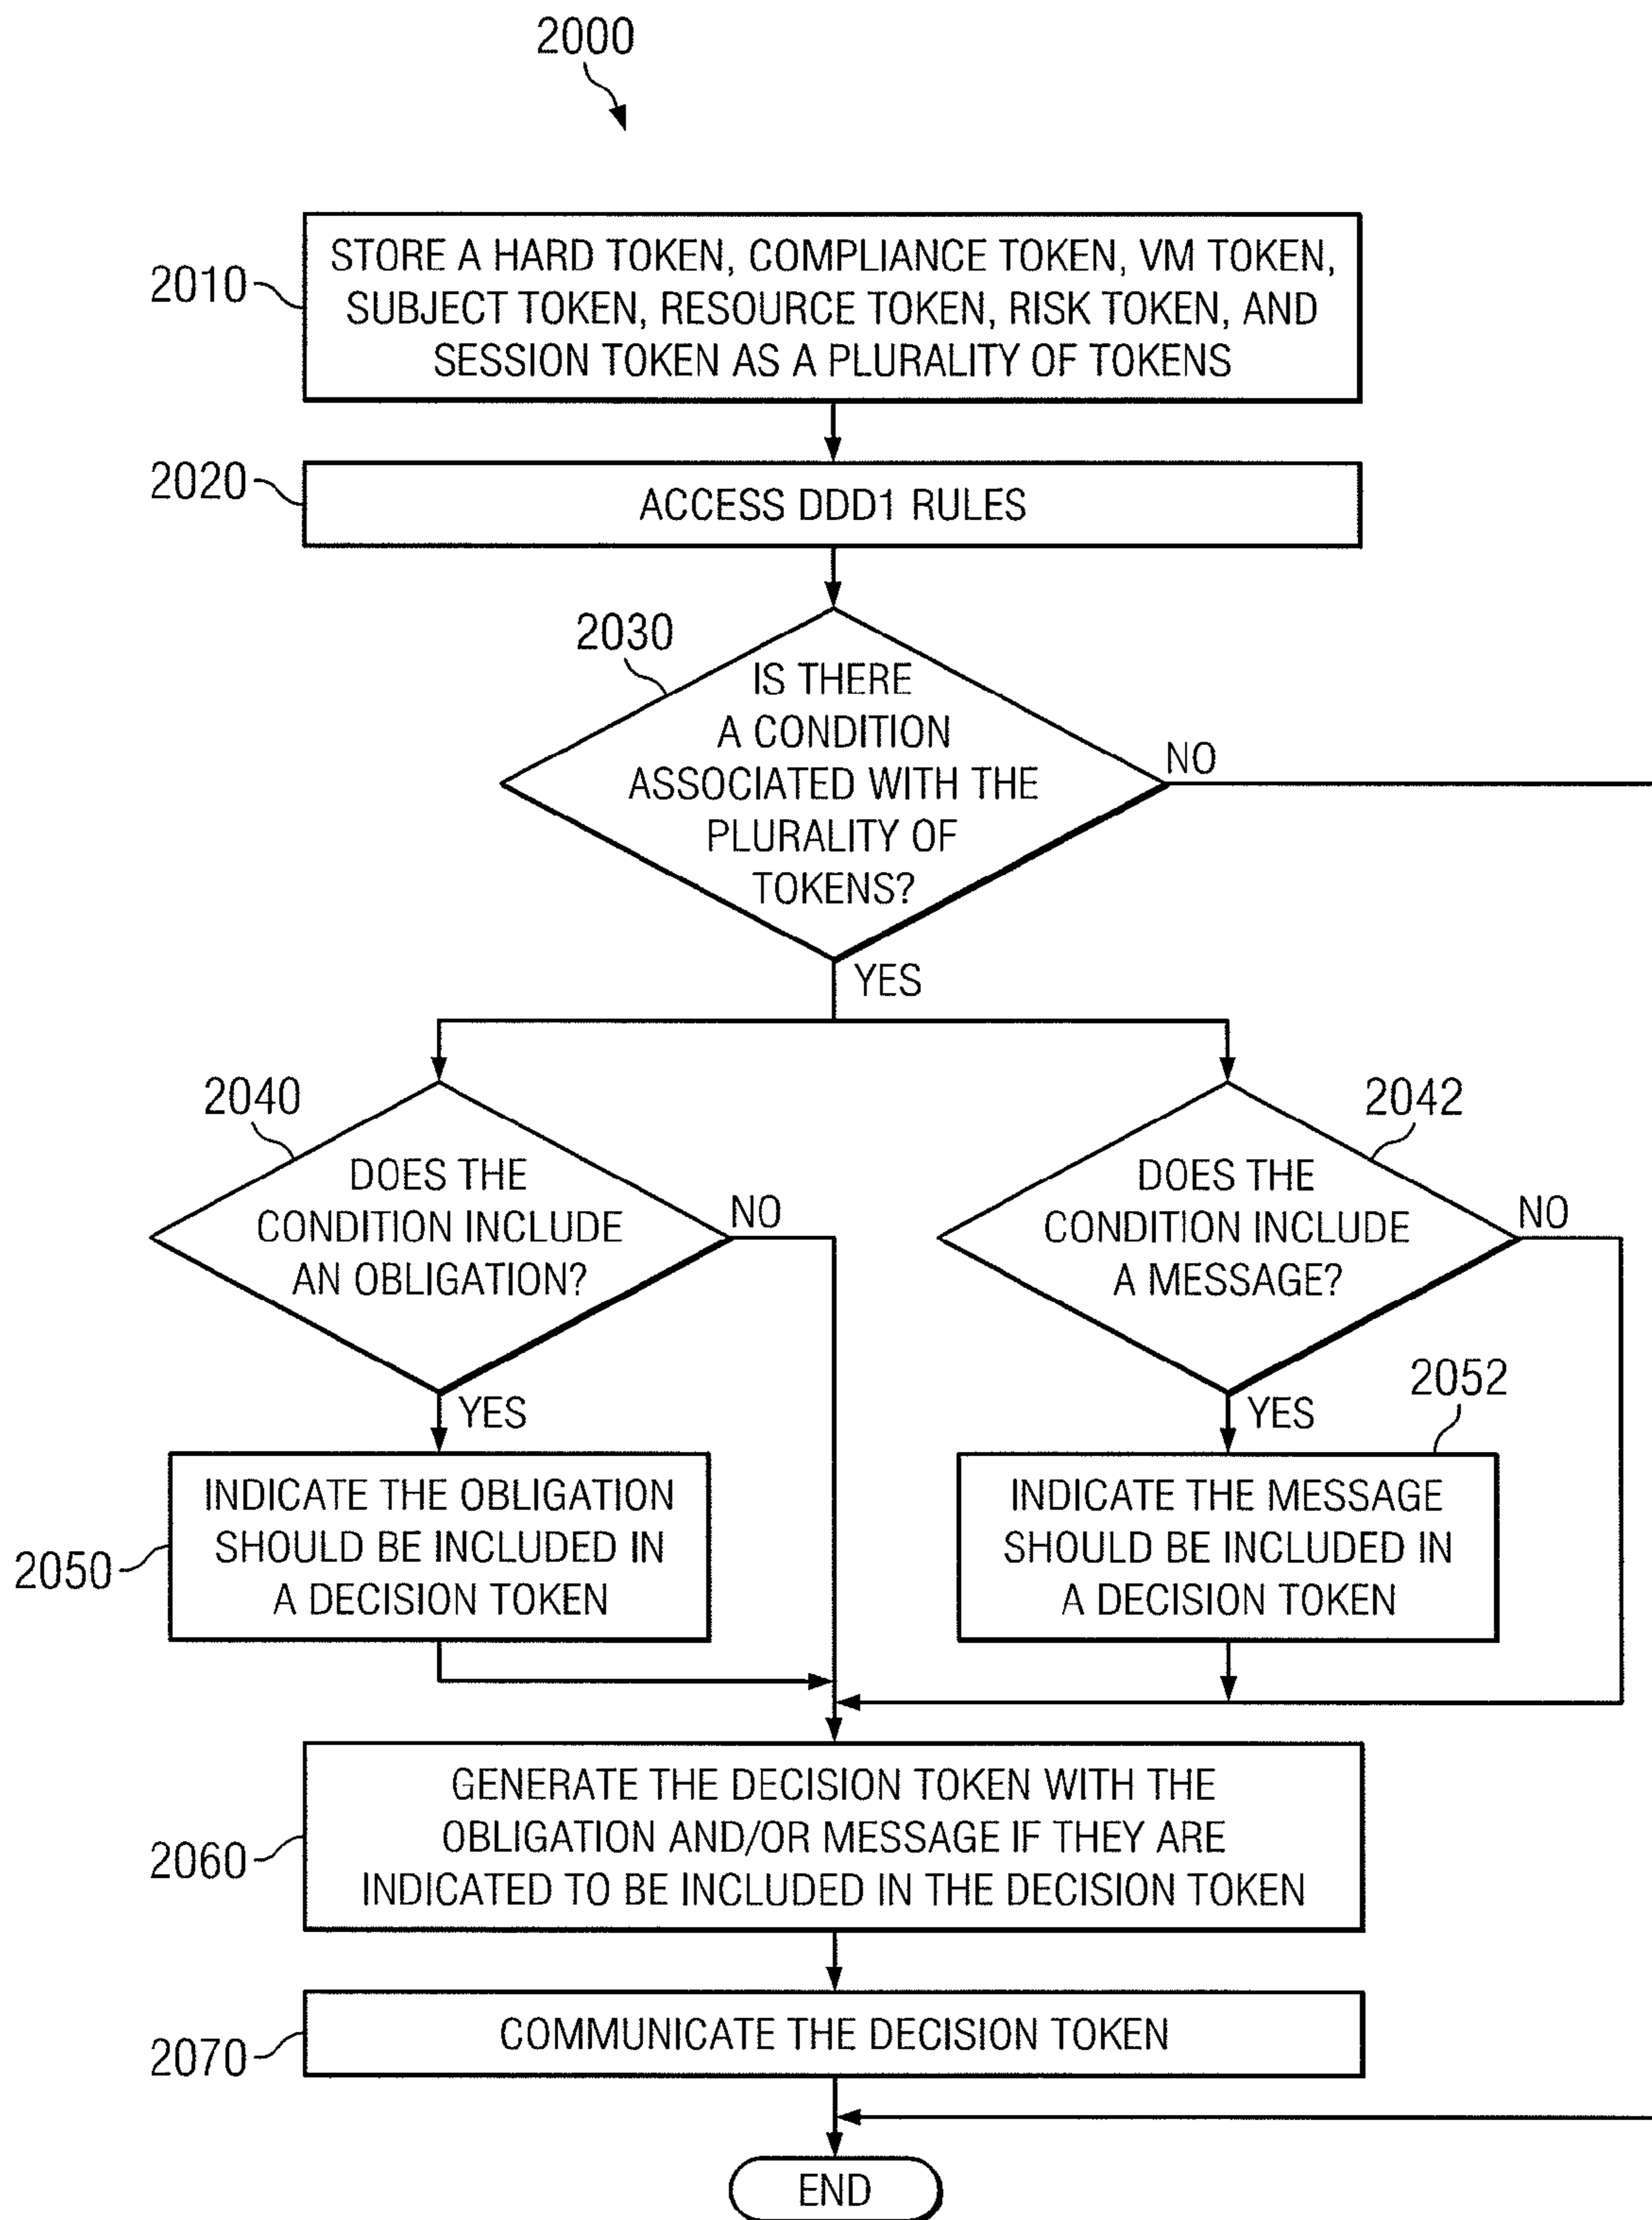 2000
2010
STORE A HARD TOKEN, COMPLIANCE TOKEN, VM TOKEN,
SUBJECT TOKEN, RESOURCE TOKEN, RISK TOKEN, AND
SESSION TOKEN AS A PLURALITY OF TOKENS
2020
ACCESS DDD1 RULES
2030
IS THERE
A CONDITION
ASSOCIATED WITH THE
PLURALITY OF
TOKENS?
NO
YES
2040
DOES THE
CONDITION INCLUDE
AN OBLIGATION?
NO
YES
2042
DOES THE
CONDITION INCLUDE
A MESSAGE?
NO
YES
2050
INDICATE THE OBLIGATION
SHOULD BE INCLUDED IN
A DECISION TOKEN
2052
INDICATE THE MESSAGE
SHOULD BE INCLUDED IN
A DECISION TOKEN
2060
GENERATE THE DECISION TOKEN WITH THE
OBLIGATION AND/OR MESSAGE IF THEY ARE
INDICATED TO BE INCLUDED IN THE DECISION TOKEN
2070
COMMUNICATE THE DECISION TOKEN
END